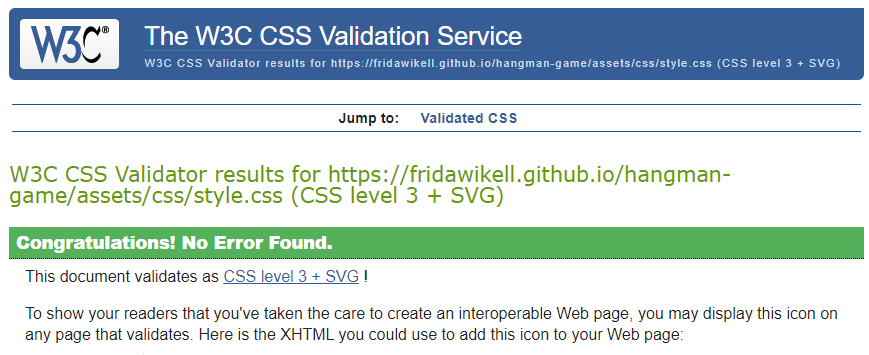 W3C®
The W3C CSS Validation Service
W3C CSS Validator results for https://fridawikell.github.io/hangman-game/assets/css/style.css (CSS level 3 + SVG)
Jump to: Validated CSS
W3C CSS Validator results for https://fridawikell.github.io/hangman-
game/assets/css/style.css (CSS level 3 + SVG)
Congratulations! No Error Found.
This document validates as CSS level 3 + SVG !
To show your readers that you've taken the care to create an interoperable Web page, you may display this icon on
any page that validates. Here is the XHTML you could use to add this icon to your Web page: